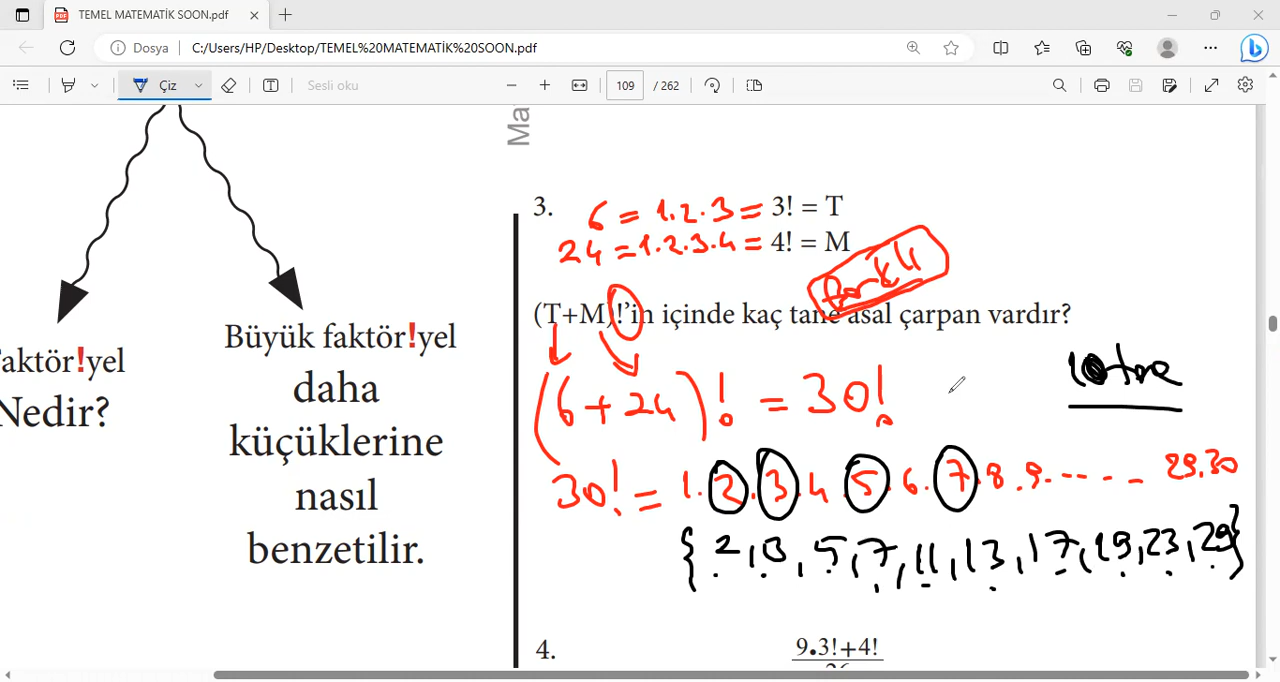 TEMEL MATEMATİK SOON.pdf
Dosya
C:/Users/HP/Desktop/TEMEL%20MATEMATİK%20SOON.pdf
Çiz
Sesli oku
109 / 262
Ma
aktör!yel
Nedir?
Büyük faktör!yel
daha
küçüklerine
nasıl
benzetilir.
3. 6 = 1.2.3 = 3! = T
24 = 1.2.3.4 = 4! = M
farklı
(T+M)!'in içinde kaç tane asal çarpan vardır?
(6+24)! = 30!
10 tane
30! = 1.2.3.4.5.6.7.8.9.------29.30
{2,3,5,7,11,13,17,19,23,29}
4. 9.3!+4!